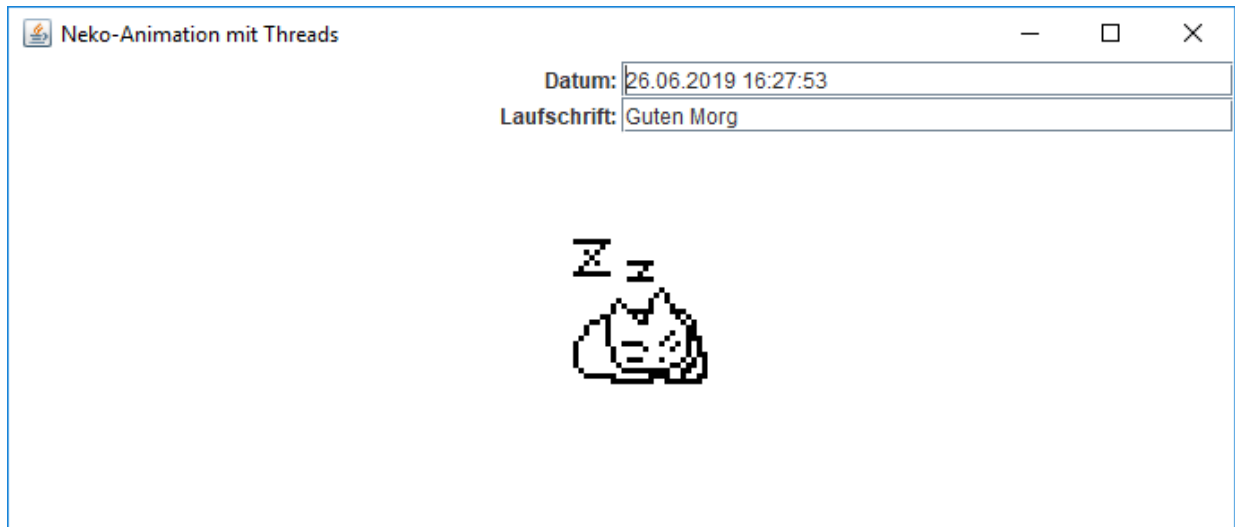 Neko-Animation mit Threads
Datum: 26.06.2019 16:27:53
Laufschrift: Guten Morg
Z z